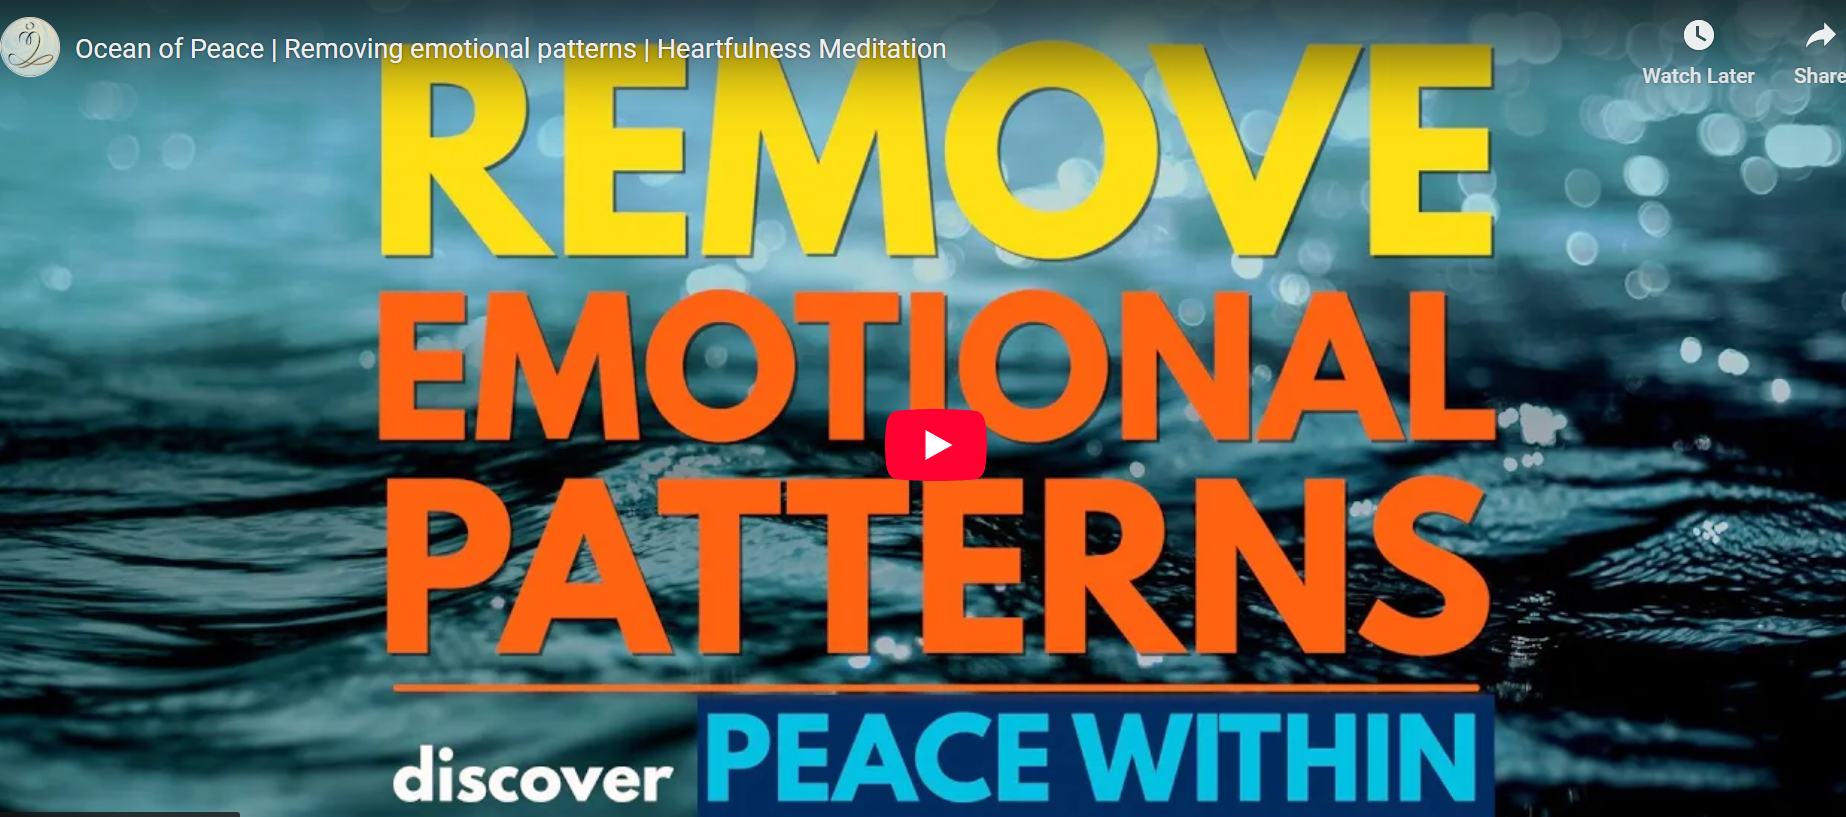 Ocean of Peace | Removing emotional patterns | Heartfulness Meditation
Watch Later
Share
REMOVE
EMOTIONAL
PATTERNS
discover PEACE WITHIN